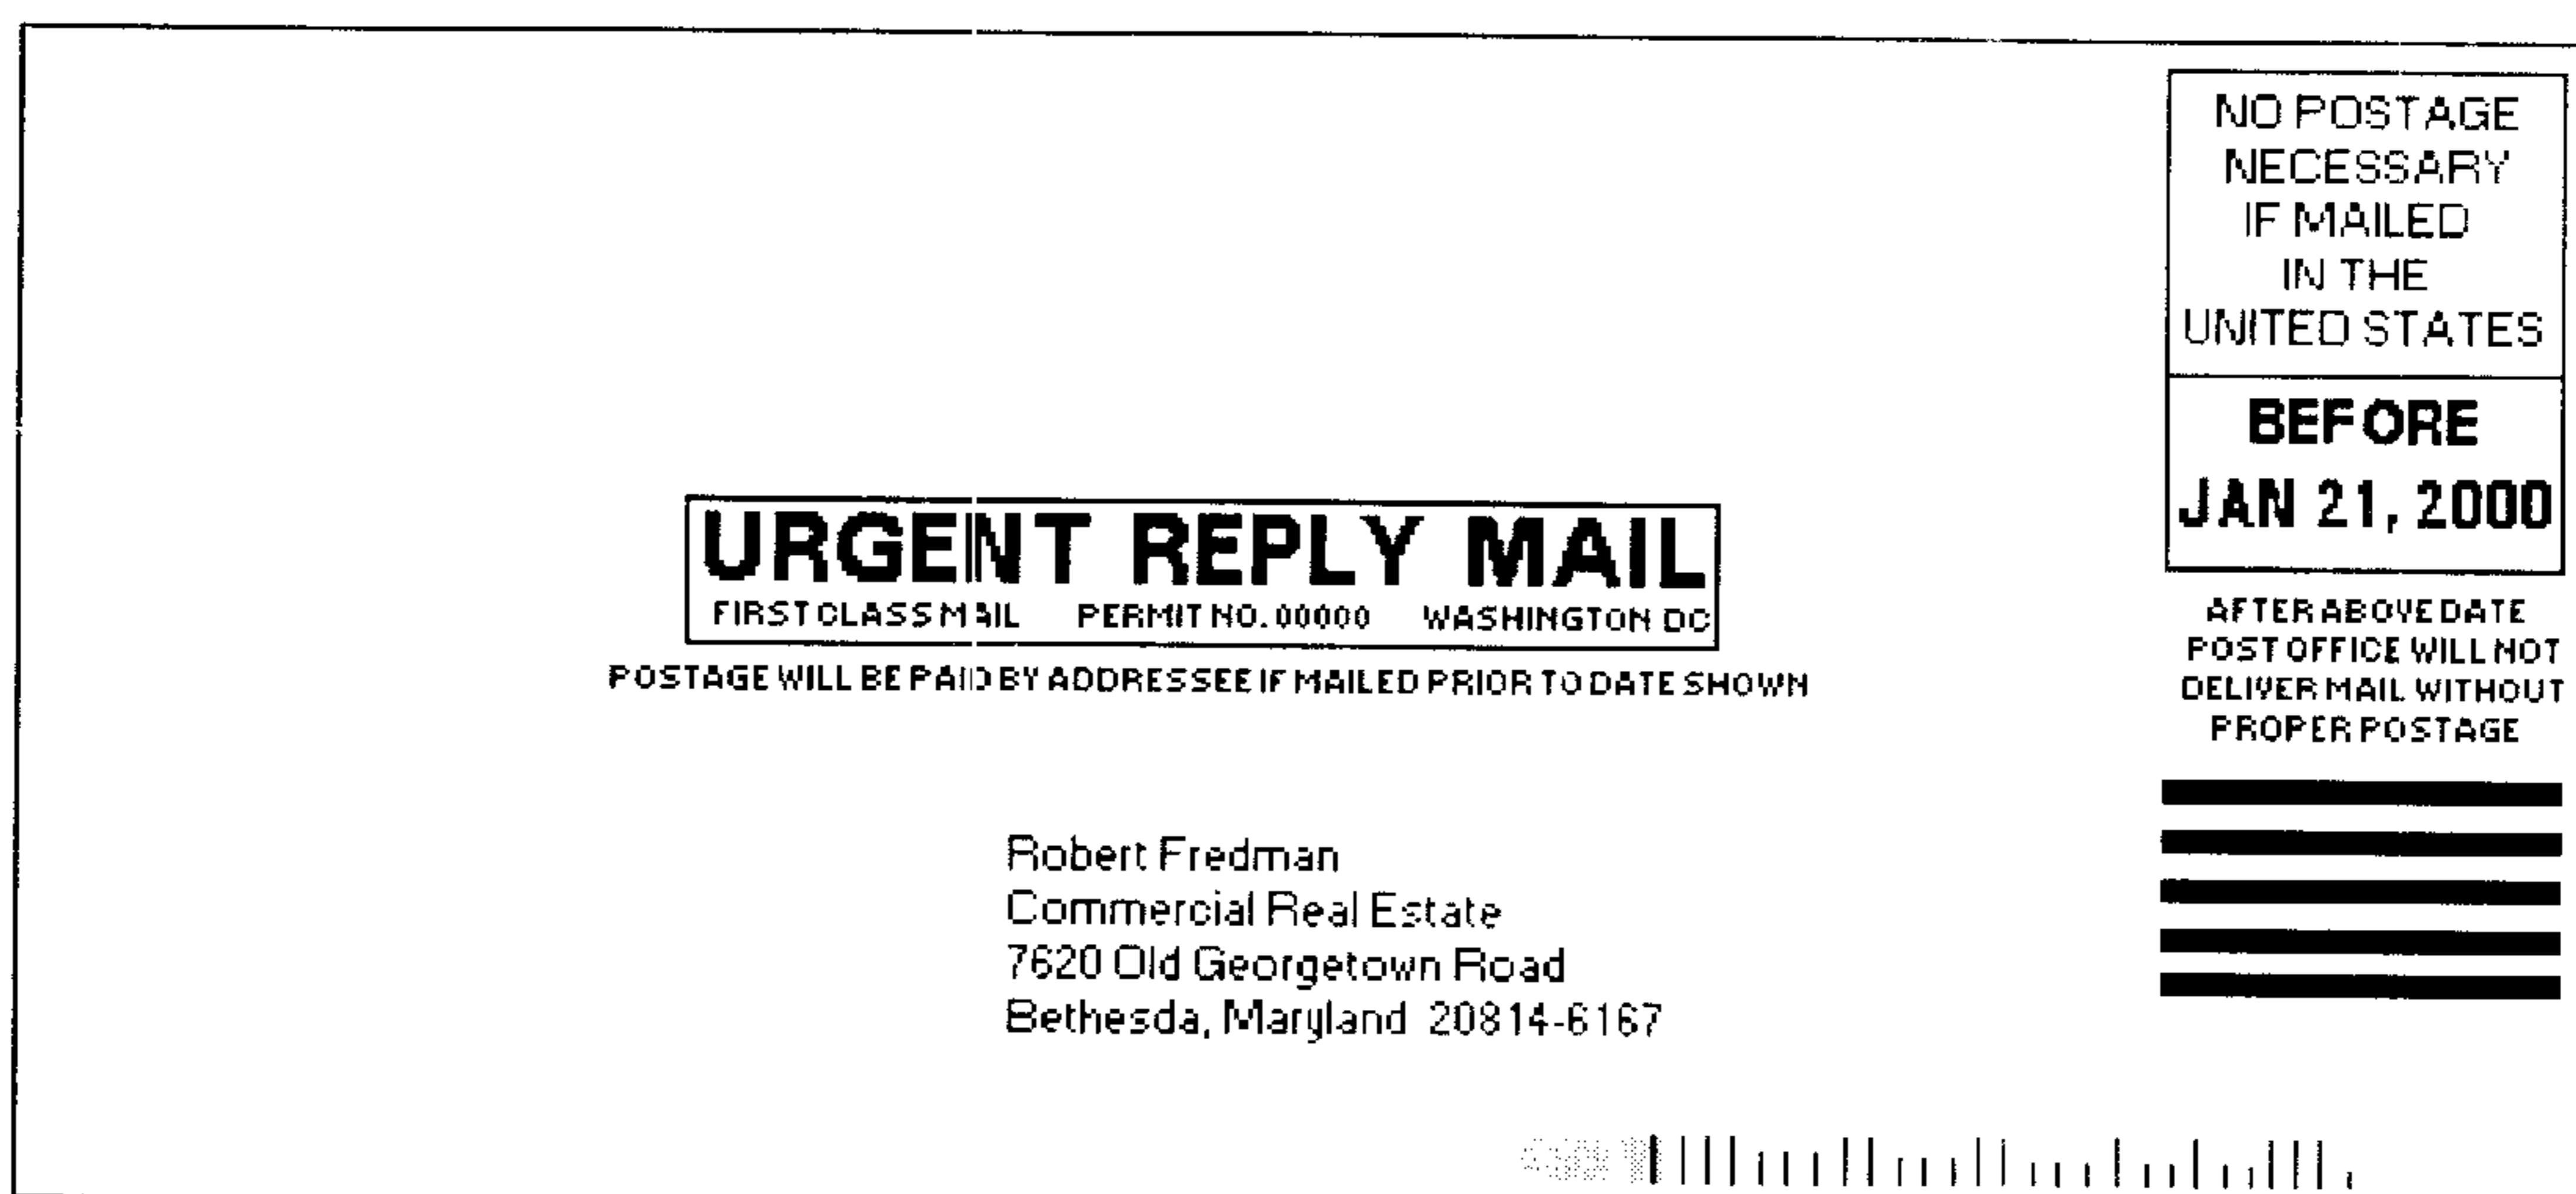 NO POSTAGE
NECESSARY
IF MAILED
IN THE
UNITED STATES
BEFORE
JAN 21, 2000
AFTER ABOVE DATE
POST OFFICE WILL NOT
DELIVER MAIL WITHOUT
PROPER POSTAGE
URGENT REPLY MAIL
FIRST CLASS MAIL PERMIT NO. 00000 WASHINGTON DC
POSTAGE WILL BE PAID BY ADDRESSEE IF MAILED PRIOR TO DATE SHOWN
Robert Fredman
Commercial Real Estate
7620 Old Georgetown Road
Bethesda, Maryland 20814-6167